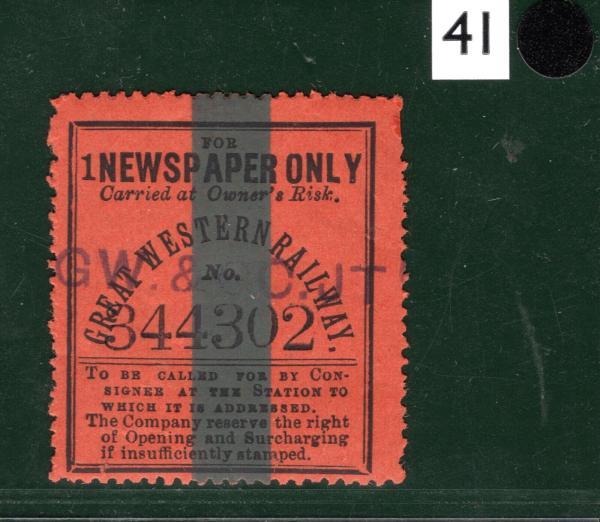 41
FOR
1 NEWSPAPER ONLY
Carried at Owner's Risk.
GREAT WESTERN RAILWAY.
GW. &
No.
344302
TO BE CALLED FOR BY CON-
SIGNEE AT THE STATION TO
WHICH IT IS ADDRESSED.
The Company reserve the right
of Opening and Surcharging
if insufficiently stamped.